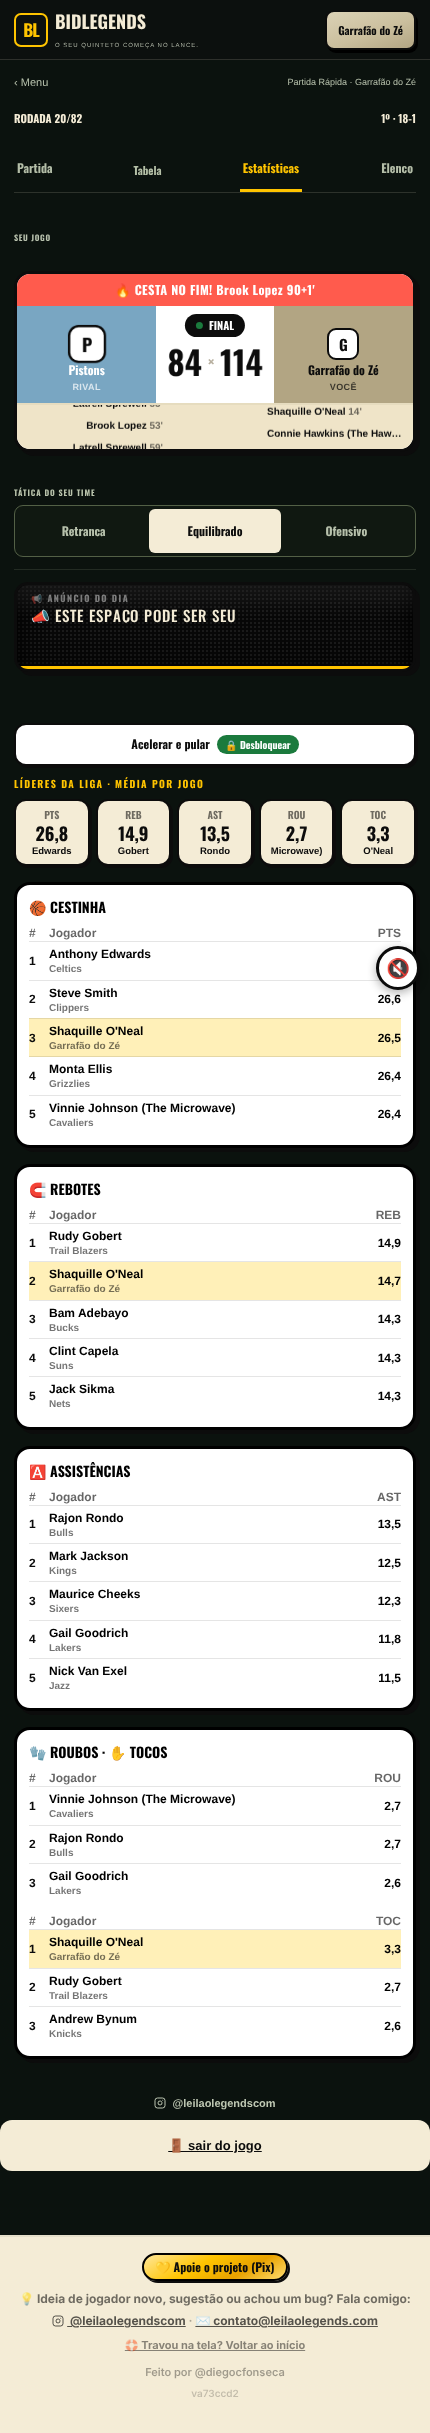 BL
BIDLEGENDS
O SEU QUINTETO COMEÇA NO LANCE.
Garrafão do Zé
‹ Menu
Partida Rápida · Garrafão do Zé
RODADA 20/82
1º · 18-1
Partida
Tabela
Estatísticas
Elenco
SEU JOGO
🔥 CESTA NO FIM! Brook Lopez 90+1'
P
Pistons
RIVAL
FINAL
84 × 114
G
Garrafão do Zé
VOCÊ
Latrell Sprewell
Brook Lopez 53'
Latrell Sprewell 59'
Shaquille O'Neal 14'
Connie Hawkins (The Haw…
TÁTICA DO SEU TIME
Retranca
Equilibrado
Ofensivo
📢 ANÚNCIO DO DIA
📣 ESTE ESPACO PODE SER SEU
Acelerar e pular 🔒 Desbloquear
LÍDERES DA LIGA · MÉDIA POR JOGO
PTS
26,8
Edwards
REB
14,9
Gobert
AST
13,5
Rondo
ROU
2,7
Microwave)
TOC
3,3
O'Neal
🏀 CESTINHA
# Jogador PTS
1 Anthony Edwards
Celtics
2 Steve Smith 26,6
Clippers
3 Shaquille O'Neal 26,5
Garrafão do Zé
4 Monta Ellis 26,4
Grizzlies
5 Vinnie Johnson (The Microwave) 26,4
Cavaliers
🧲 REBOTES
# Jogador REB
1 Rudy Gobert 14,9
Trail Blazers
2 Shaquille O'Neal 14,7
Garrafão do Zé
3 Bam Adebayo 14,3
Bucks
4 Clint Capela 14,3
Suns
5 Jack Sikma 14,3
Nets
🅰️ ASSISTÊNCIAS
# Jogador AST
1 Rajon Rondo 13,5
Bulls
2 Mark Jackson 12,5
Kings
3 Maurice Cheeks 12,3
Sixers
4 Gail Goodrich 11,8
Lakers
5 Nick Van Exel 11,5
Jazz
🧤 ROUBOS · ✋ TOCOS
# Jogador ROU
1 Vinnie Johnson (The Microwave) 2,7
Cavaliers
2 Rajon Rondo 2,7
Bulls
3 Gail Goodrich 2,6
Lakers
# Jogador TOC
1 Shaquille O'Neal 3,3
Garrafão do Zé
2 Rudy Gobert 2,7
Trail Blazers
3 Andrew Bynum 2,6
Knicks
@leilaolegendscom
🚪 sair do jogo
💛 Apoie o projeto (Pix)
💡 Ideia de jogador novo, sugestão ou achou um bug? Fala comigo:
@leilaolegendscom · ✉️ contato@leilaolegends.com
🛟 Travou na tela? Voltar ao início
Feito por @diegocfonseca
va73ccd2